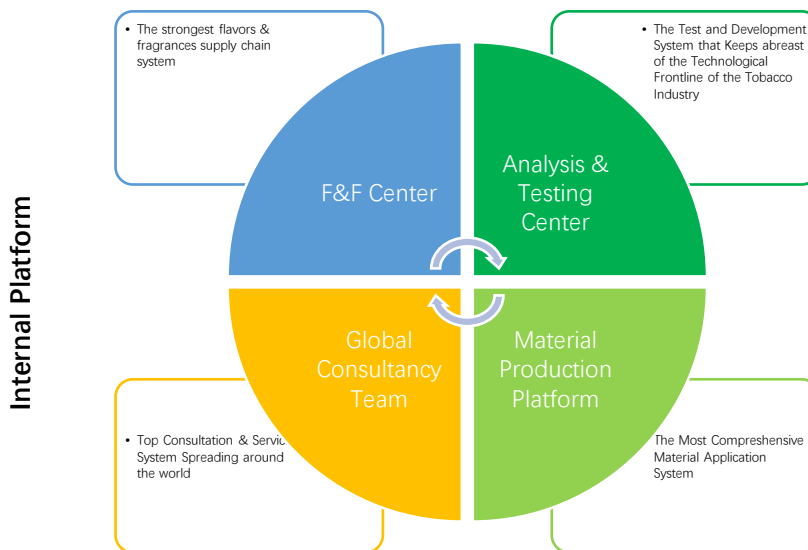 Internal Platform
• The strongest flavors &
fragrances supply chain
system
• The Test and Development
System that Keeps abreast
of the Technological
Frontline of the Tobacco
Industry
F&F Center
Analysis &
Testing
Center
Global
Consultancy
Team
Material
Production
Platform
• Top Consultation & Servic
System Spreading around
the world
The Most Comprehensive
Material Application
System